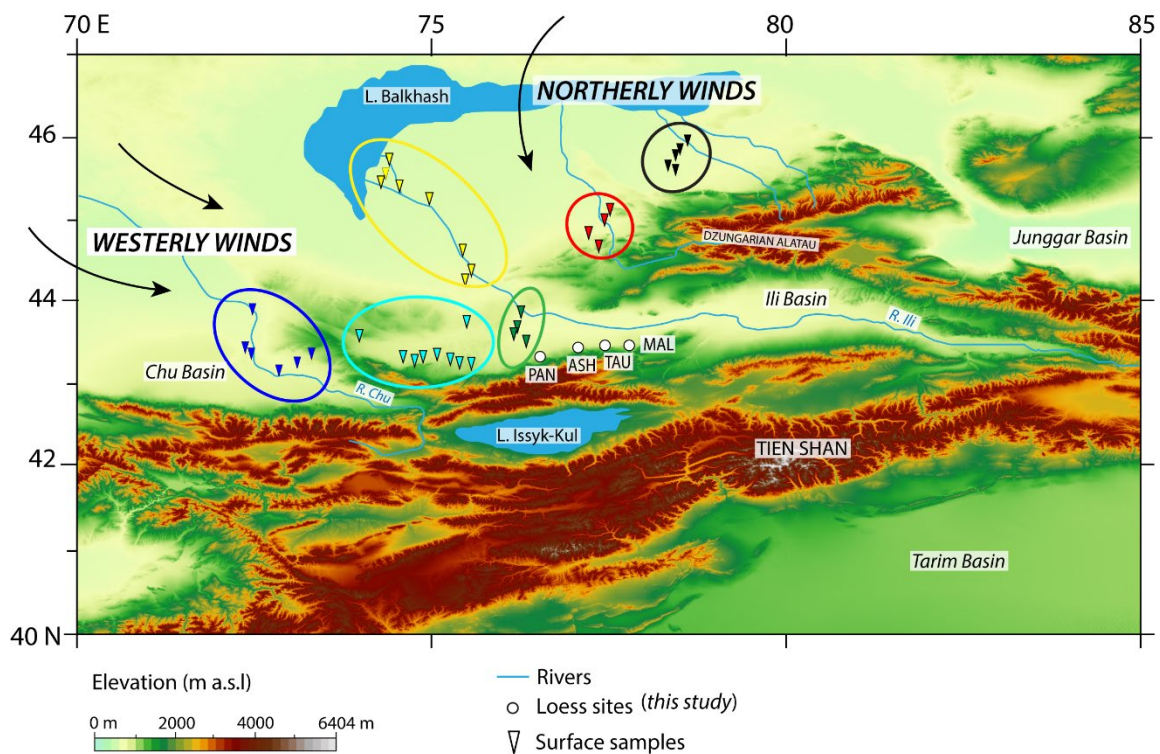 70 E
75
80
85
46
44
42
40 N
L. Balkhash
NORTHERLY WINDS
WESTERLY WINDS
DZUNGARIAN ALATAU
Junggar Basin
Ili Basin
R. Ili
Chu Basin
R. Chu
PAN
ASH
TAU
MAL
L. Issyk-Kul
TIEN SHAN
Tarim Basin
Elevation (m a.s.l)
0 m 2000 4000 6404 m
Rivers
Loess sites (this study)
Surface samples